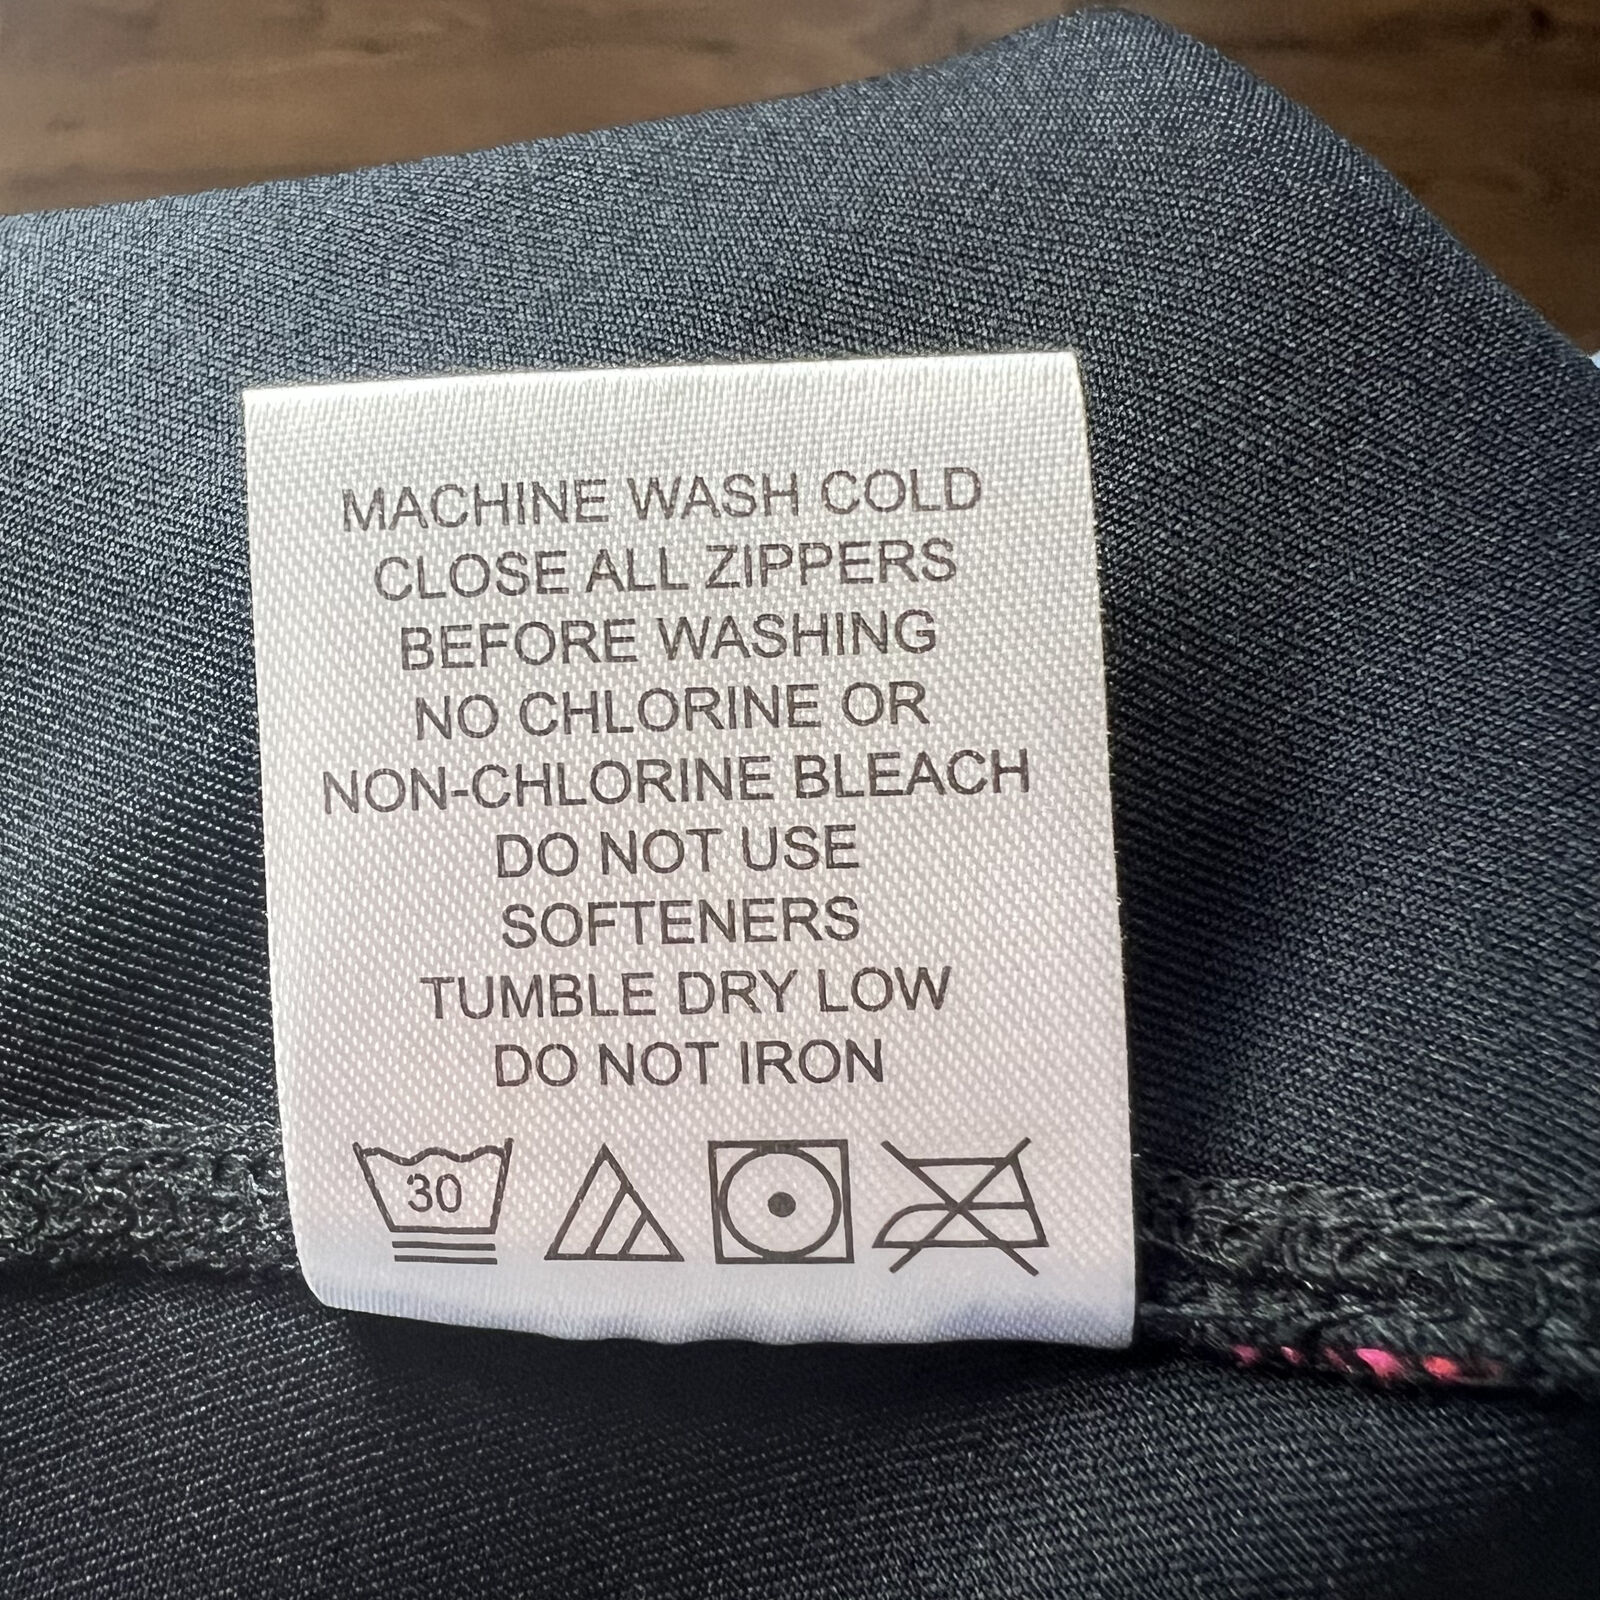 MACHINE WASH COLD
CLOSE ALL ZIPPERS
BEFORE WASHING
NO CHLORINE OR
NON-CHLORINE BLEACH
DO NOT USE
SOFTENERS
TUMBLE DRY LOW
DO NOT IRON
30